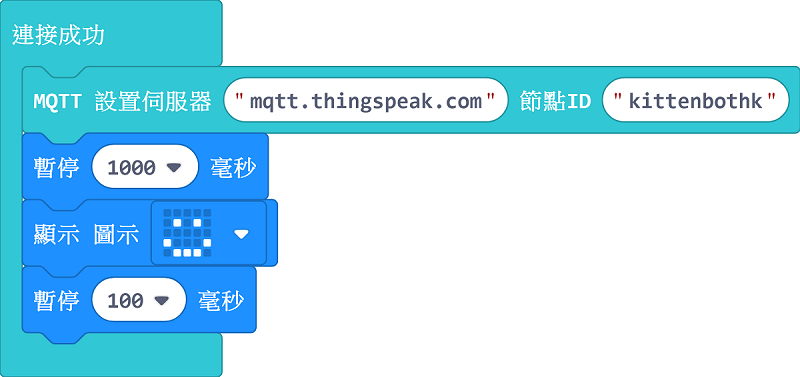 連接成功
MQTT 設置伺服器 "mqtt.thingspeak.com" 節點ID "kittenbothk"
暫停 1000 毫秒
顯示 圖示
暫停 100 毫秒